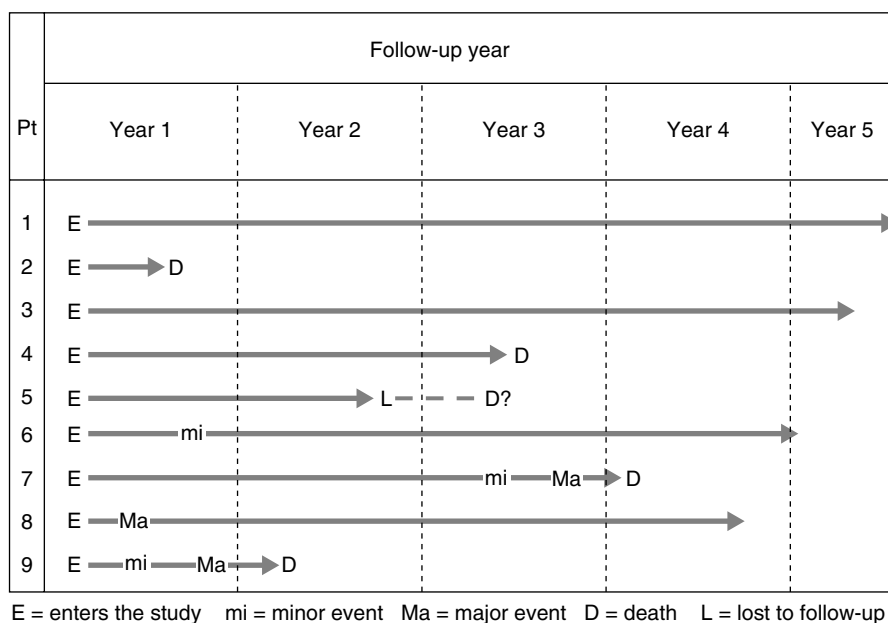 Follow-up year
Pt Year 1 Year 2 Year 3 Year 4 Year 5
1 E
2 E D
3 E
4 E D
5 E L D?
6 E mi
7 E mi Ma D
8 E Ma
9 E mi Ma D
E = enters the study mi = minor event Ma = major event D = death L = lost to follow-up